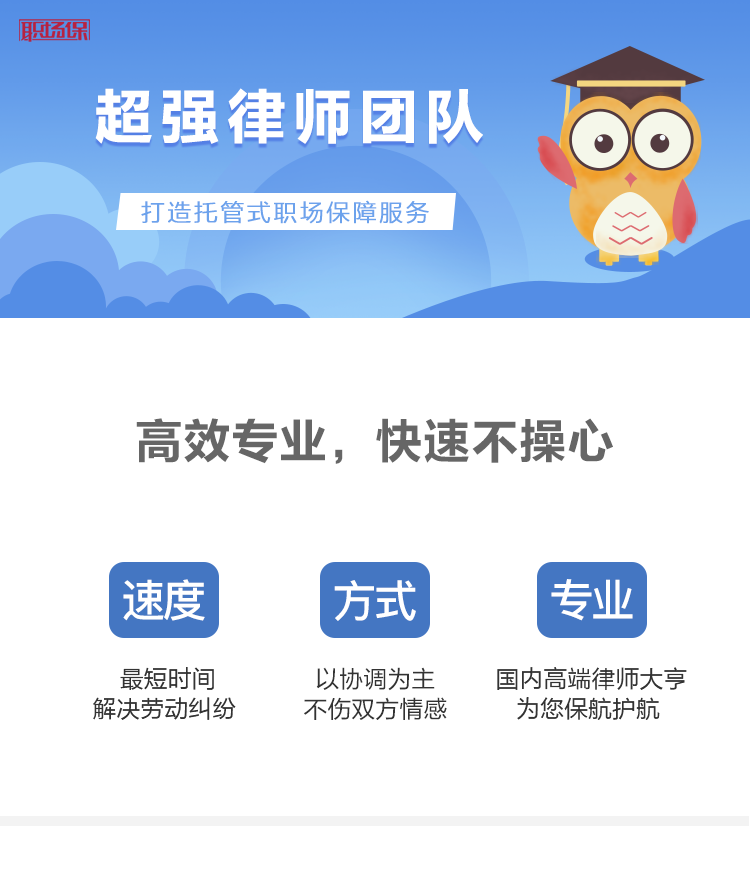 职场保
超强律师团队
打造托管式职场保障服务
高效专业，快速不操心
速度
方式
专业
最短时间
解决劳动纠纷
以协调为主
不伤双方情感
国内高端律师大亨
为您保航护航